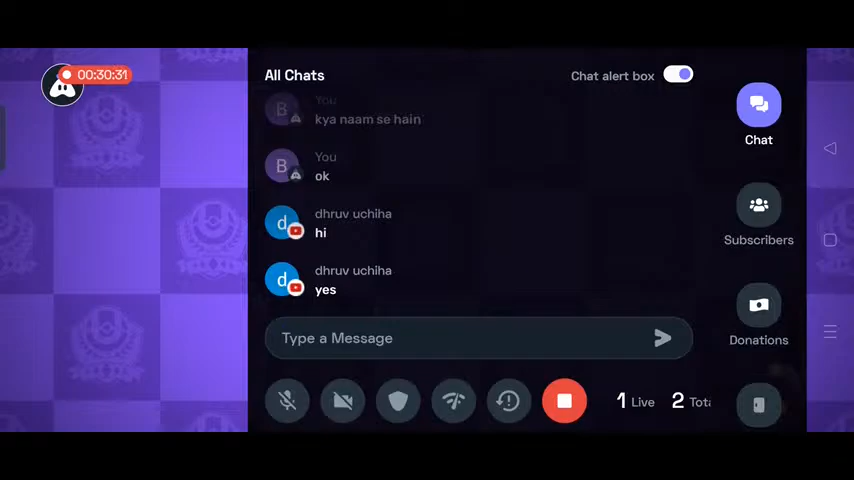 00:30:31
All Chats
Chat alert box
B
You
kya naam se hain
B
You
ok
d
dhruv uchiha
hi
d
dhruv uchiha
yes
Type a Message
1 Live 2 Tota
Chat
Subscribers
Donations